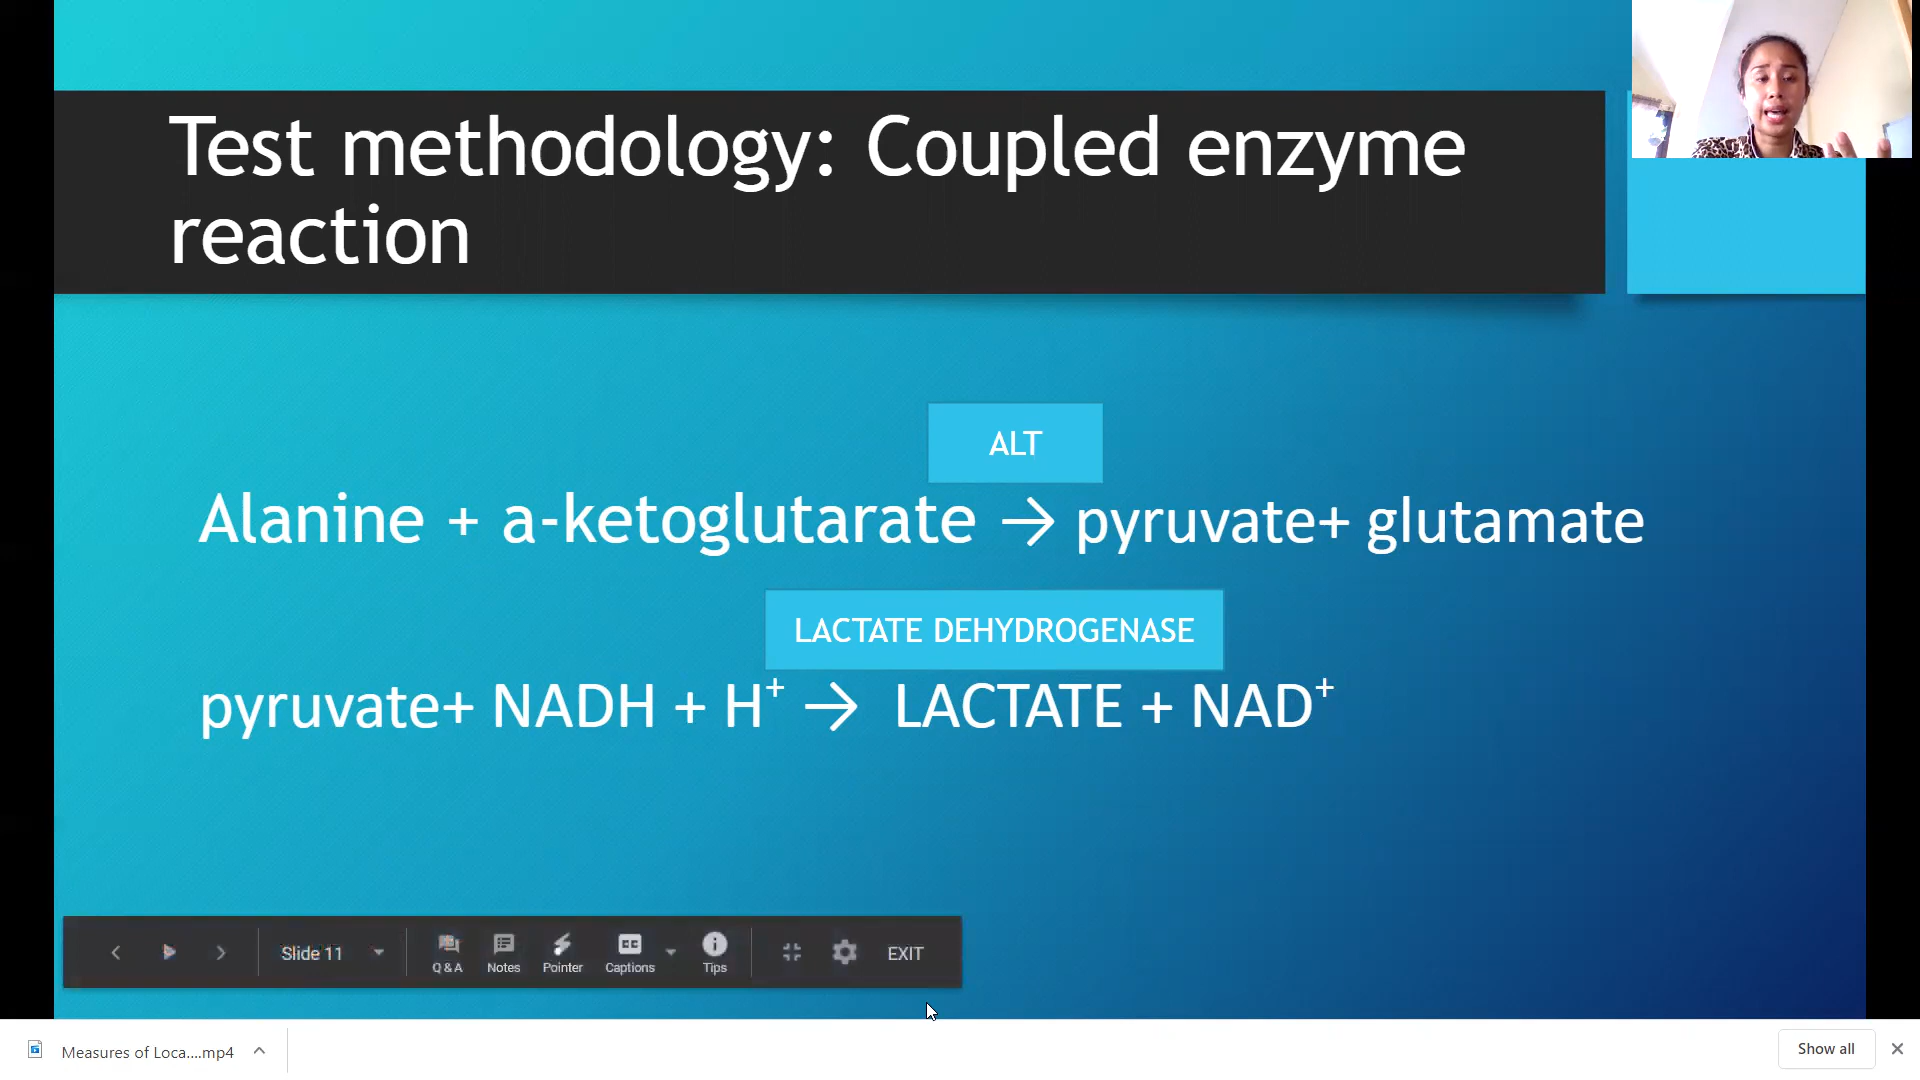 Test methodology: Coupled enzyme
reaction
ALT
Alanine + a-ketoglutarate → pyruvate+ glutamate
LACTATE DEHYDROGENASE
pyruvate+ NADH + H⁺ → LACTATE + NAD⁺
Slide 11
Q & A
Notes
Pointer
Captions
Tips
EXIT
Measures of Loca....mp4
Show all